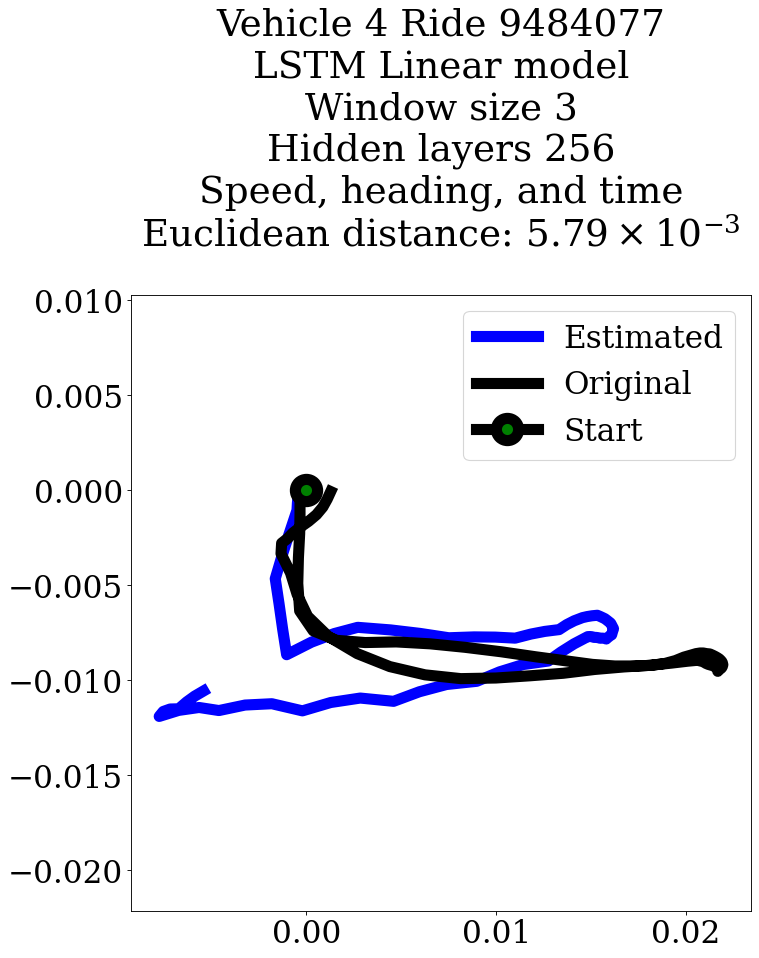 Vehicle 4 Ride 9484077
LSTM Linear model
Window size 3
Hidden layers 256
Speed, heading, and time
Euclidean distance: 5.79 × 10⁻³
0.010
Estimated
0.005
Original
Start
0.000
−0.005
−0.010
−0.015
−0.020
0.00 0.01 0.02